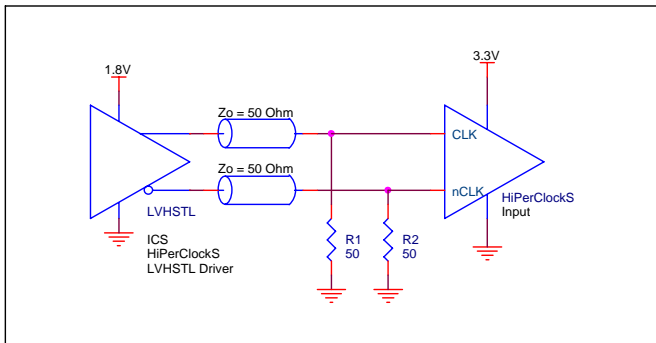 1.8V
3.3V
Zo = 50 Ohm
CLK
Zo = 50 Ohm
nCLK
LVHSTL
HiPerClockS
Input
ICS
HiPerClockS
LVHSTL Driver
R1
50
R2
50